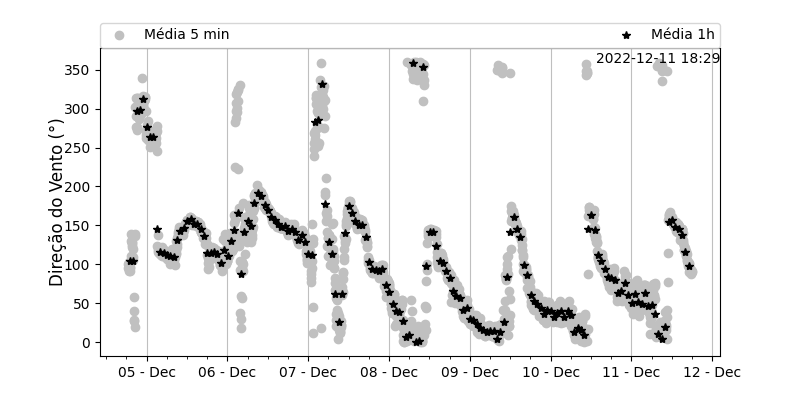 Média 5 min
Média 1h
2022-12-11 18:29
Direção do Vento (°)
350
300
250
200
150
100
50
0
05 - Dec
06 - Dec
07 - Dec
08 - Dec
09 - Dec
10 - Dec
11 - Dec
12 - Dec